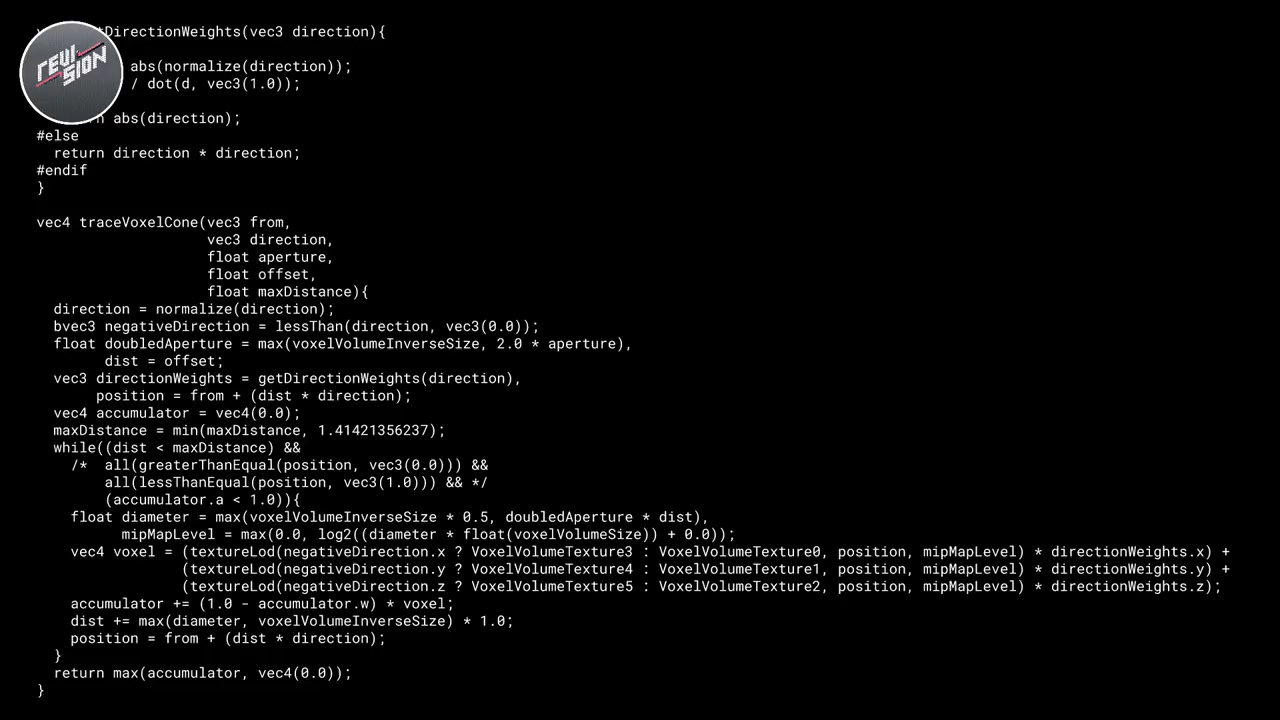 REVISION
DirectionWeights(vec3 direction){
abs(normalize(direction));
/ dot(d, vec3(1.0));
abs(direction);
#else
  return direction * direction;
#endif
}
vec4 traceVoxelCone(vec3 from,
                    vec3 direction,
                    float aperture,
                    float offset,
                    float maxDistance){
  direction = normalize(direction);
  bvec3 negativeDirection = lessThan(direction, vec3(0.0));
  float doubledAperture = max(voxelVolumeInverseSize, 2.0 * aperture),
        dist = offset;
  vec3 directionWeights = getDirectionWeights(direction),
       position = from + (dist * direction);
  vec4 accumulator = vec4(0.0);
  maxDistance = min(maxDistance, 1.41421356237);
  while((dist < maxDistance) &&
    /*  all(greaterThanEqual(position, vec3(0.0))) &&
        all(lessThanEqual(position, vec3(1.0))) && */
        (accumulator.a < 1.0)){
    float diameter = max(voxelVolumeInverseSize * 0.5, doubledAperture * dist),
          mipMapLevel = max(0.0, log2((diameter * float(voxelVolumeSize)) + 0.0));
    vec4 voxel = (textureLod(negativeDirection.x ? VoxelVolumeTexture3 : VoxelVolumeTexture0, position, mipMapLevel) * directionWeights.x) +
                 (textureLod(negativeDirection.y ? VoxelVolumeTexture4 : VoxelVolumeTexture1, position, mipMapLevel) * directionWeights.y) +
                 (textureLod(negativeDirection.z ? VoxelVolumeTexture5 : VoxelVolumeTexture2, position, mipMapLevel) * directionWeights.z);
    accumulator += (1.0 - accumulator.w) * voxel;
    dist += max(diameter, voxelVolumeInverseSize) * 1.0;
    position = from + (dist * direction);
  }
  return max(accumulator, vec4(0.0));
}